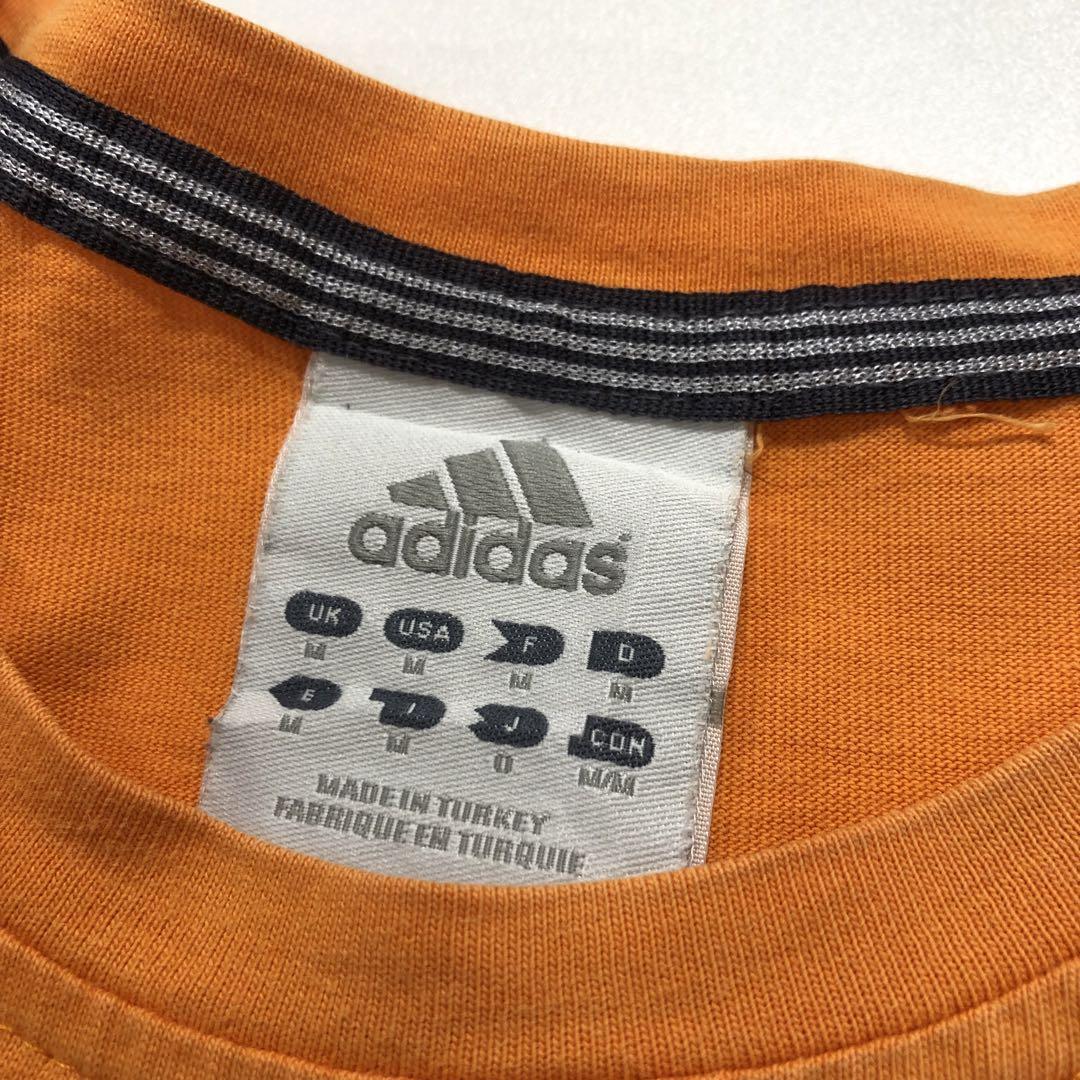 adidas
UK USA F D
M M M M
E I J CON
M M O M/M
MADE IN TURKEY
FABRIQUE EN TURQUIE